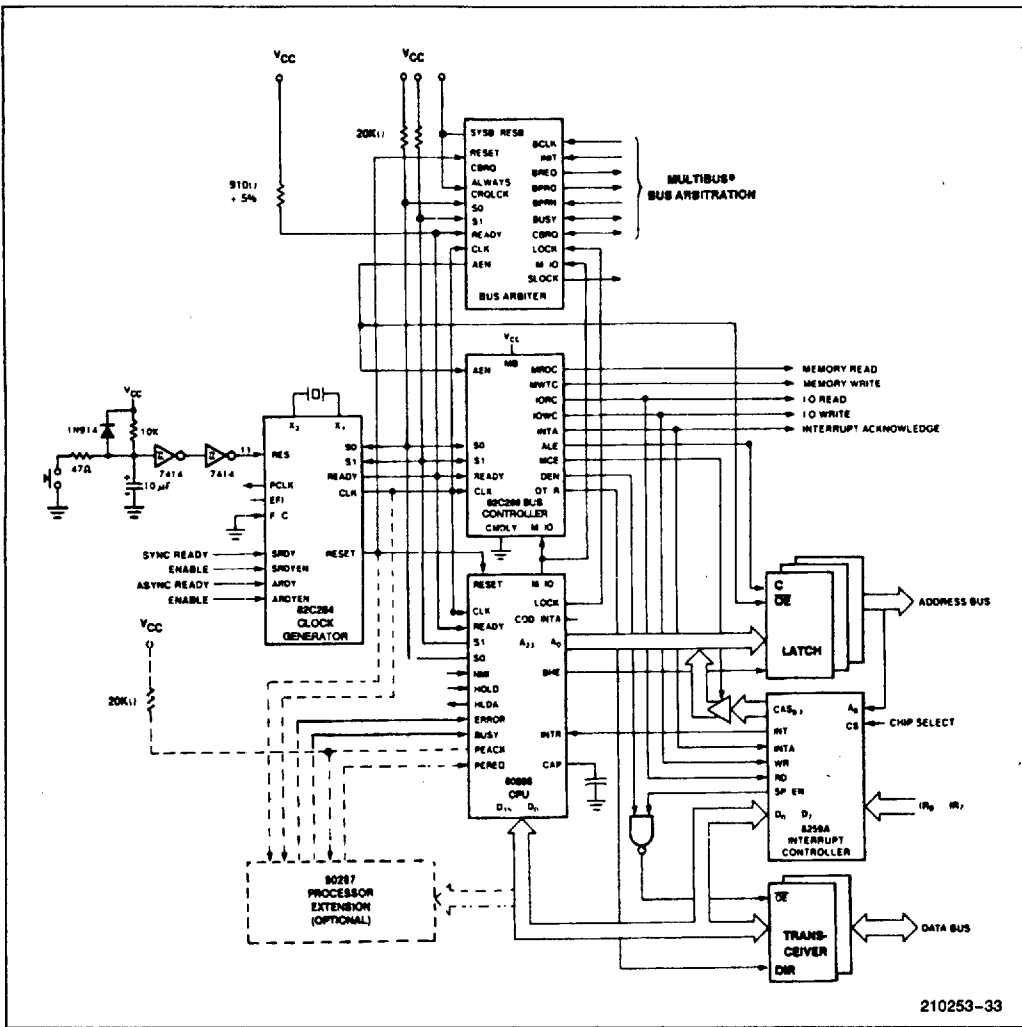 VCC
VCC
20KΩ
910Ω
+ 5%
SYSB RESB
RESET
CBRQ
ALWAYS
CRQLCK
S0
S1
READY
CLK
AEN
BCLK
INIT
BREQ
BPRO
BPRN
BUSY
CBRQ
LOCK
M IO
SLOCK
BUS ARBITER
MULTIBUS®
BUS ARBITRATION
VCC
MB
AEN
S0
S1
READY
CLK
MRDC
MWTC
IORC
IOWC
INTA
ALE
MCE
DEN
DT R
82C288 BUS
CONTROLLER
CMDLY M IO
MEMORY READ
MEMORY WRITE
I O READ
I O WRITE
INTERRUPT ACKNOWLEDGE
VCC
1N914
10K
47Ω
10 µF
7414
7414
11
X2 X1
RES
PCLK
EFI
F C
SRDY
SRDYEN
ARDY
ARDYEN
S0
S1
READY
CLK
RESET
82C284
CLOCK
GENERATOR
SYNC READY
ENABLE
ASYNC READY
ENABLE
VCC
20KΩ
RESET
CLK
READY
S1
S0
NMI
HOLD
HLDA
ERROR
BUSY
PEACK
PEREQ
M IO
LOCK
COD INTA
A23 A0
BHE
INTR
CAP
80286
CPU
D15 D0
C
OE
LATCH
ADDRESS BUS
CAS0-2
INT
INTA
WR
RD
SP EN
D0 D7
A0
CS
CHIP SELECT
IR0 IR7
8259A
INTERRUPT
CONTROLLER
80287
PROCESSOR
EXTENSION
(OPTIONAL)
OE
TRANS-
CEIVER
DIR
DATA BUS
210253-33